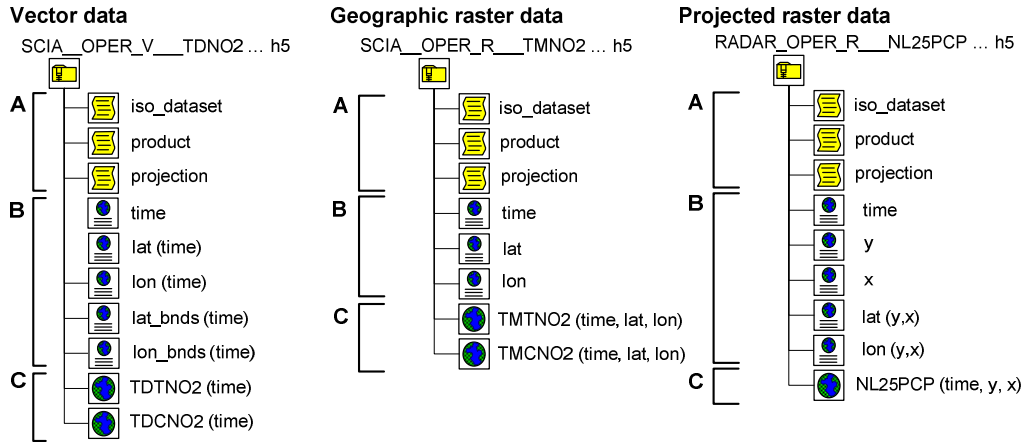 Vector data
SCIA__OPER_V___TDNO2 ... h5
A
iso_dataset
product
projection
B
time
lat (time)
lon (time)
lat_bnds (time)
lon_bnds (time)
C
TDTNO2 (time)
TDCNO2 (time)
Geographic raster data
SCIA__OPER_R___TMNO2 ... h5
A
iso_dataset
product
projection
B
time
lat
lon
C
TMTNO2 (time, lat, lon)
TMCNO2 (time, lat, lon)
Projected raster data
RADAR_OPER_R___NL25PCP ... h5
A
iso_dataset
product
projection
B
time
y
x
lat (y,x)
lon (y,x)
C
NL25PCP (time, y, x)